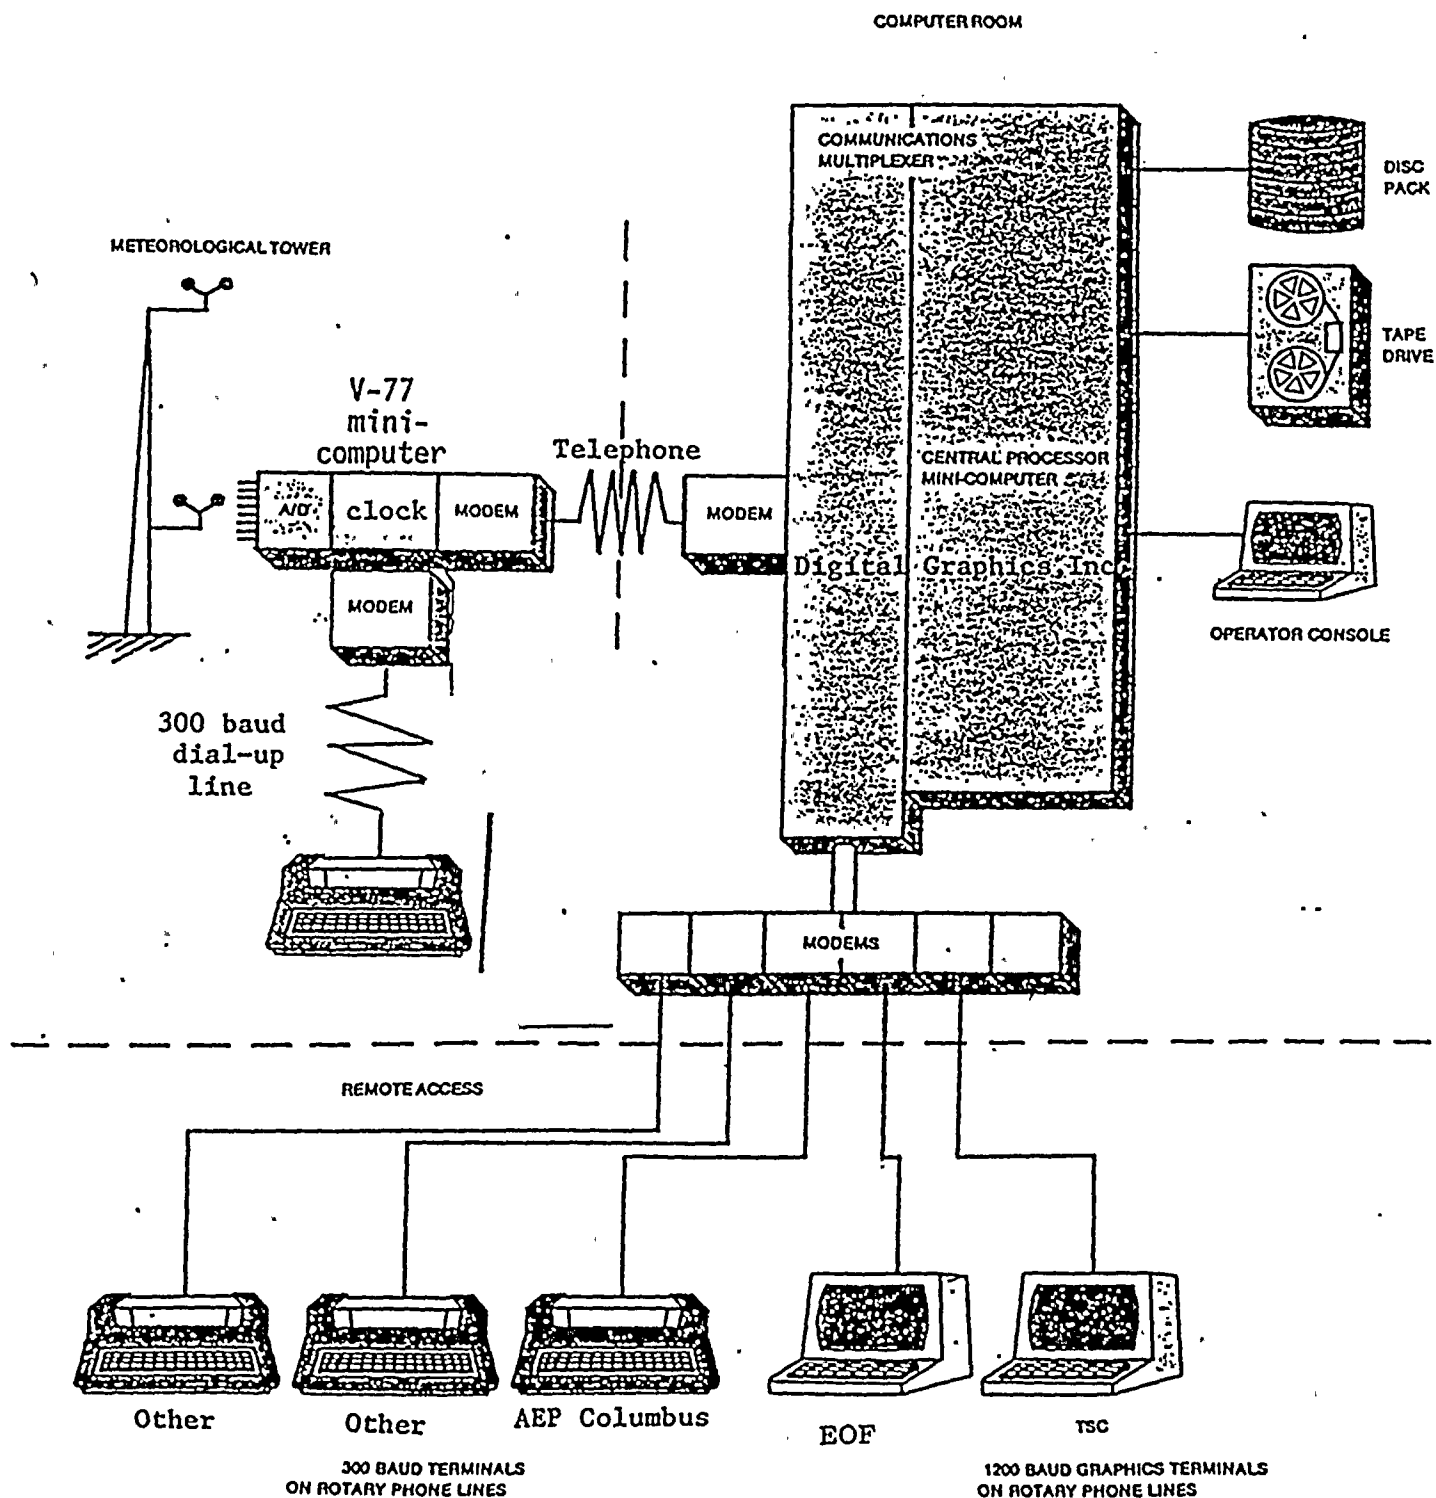 COMPUTER ROOM
COMMUNICATIONS
MULTIPLEXER
DISC
PACK
METEOROLOGICAL TOWER
TAPE
DRIVE
V-77
mini-
computer
Telephone
CENTRAL PROCESSOR
MINI-COMPUTER
A/D
clock
MODEM
MODEM
Digital Graphics, Inc
MODEM
OPERATOR CONSOLE
300 baud
dial-up
line
MODEMS
REMOTE ACCESS
Other
Other
AEP Columbus
EOF
TSC
300 BAUD TERMINALS
ON ROTARY PHONE LINES
1200 BAUD GRAPHICS TERMINALS
ON ROTARY PHONE LINES